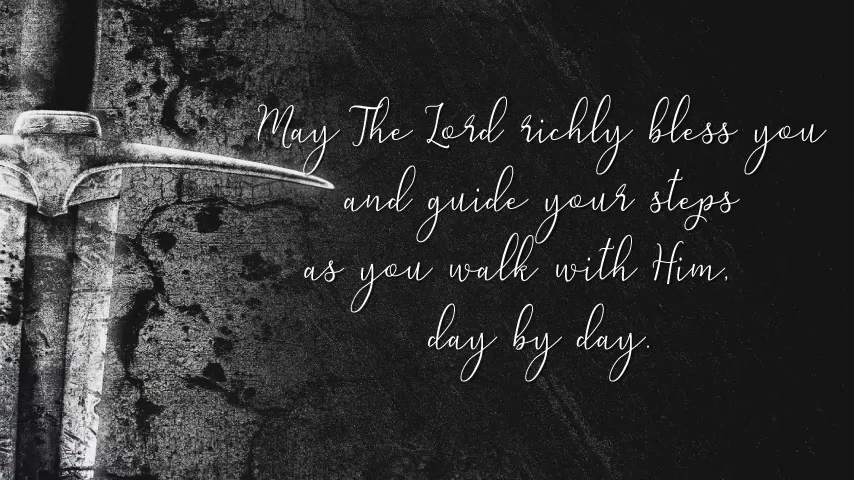 May The Lord richly bless you
and guide your steps
as you walk with Him,
day by day.